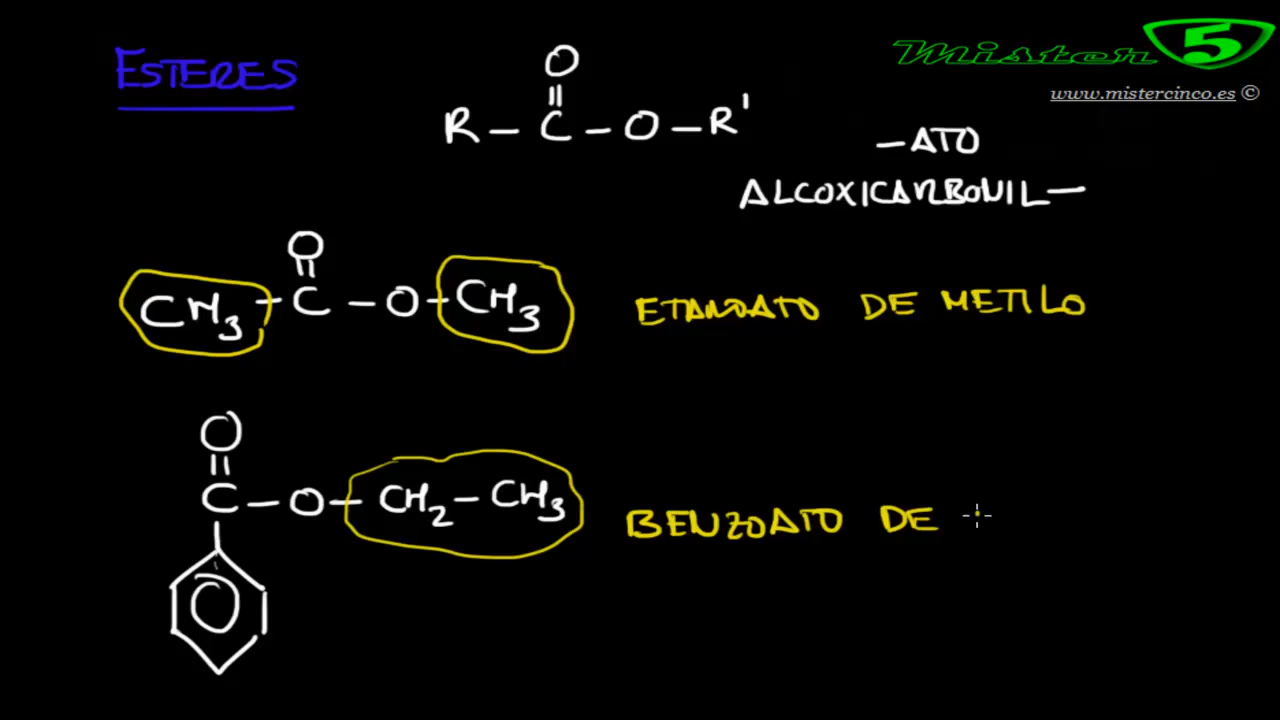 ESTERES
Mister 5
www.mistercinco.es ©
O
||
R – C – O – R'
– ATO
ALCOXICARBONIL –
O
||
CH3 – C – O – CH3
ETANOATO DE METILO
O
||
C – O – CH2 – CH3
BENZOATO DE